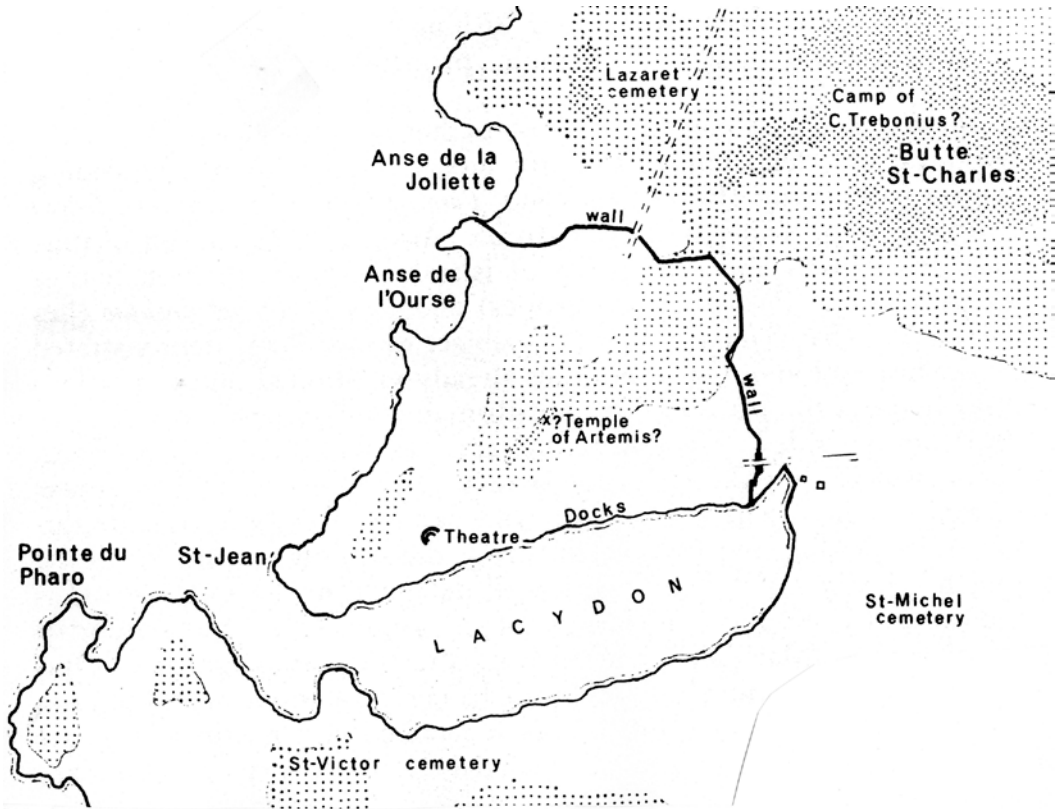 Lazaret
cemetery
Camp of
C.Trebonius?
Butte
St-Charles
Anse de la
Joliette
wall
Anse de
l'Ourse
wall
x?Temple
of Artemis?
Docks
Theatre
St-Jean
Pointe du
Pharo
LACYDON
St-Michel
cemetery
St-Victor cemetery